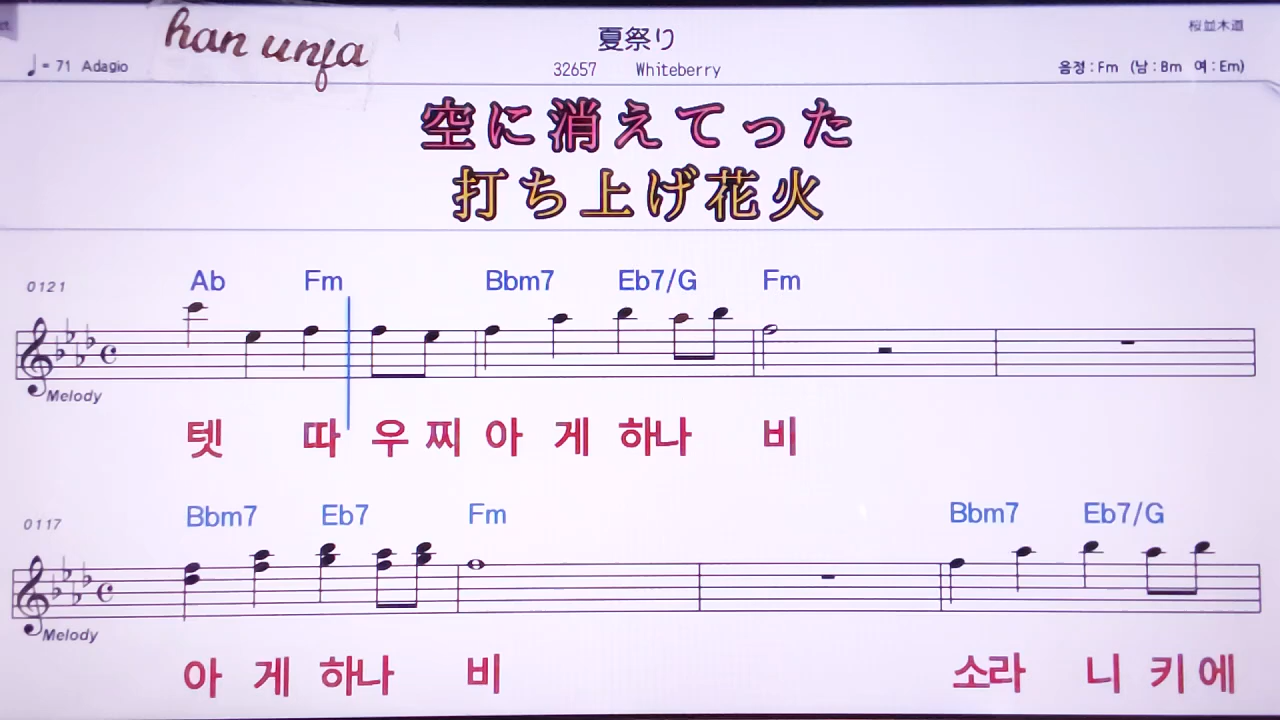 han unfa
夏祭り
桜並木道
♩= 71 Adagio
32657 Whiteberry
음정 : Fm (남 : Bm 여 : Em)
空に消えてった
打ち上げ花火
0121
Ab Fm Bbm7 Eb7/G Fm
Melody
텟 따 우 찌 아 게 하나 비
0117
Bbm7 Eb7 Fm Bbm7 Eb7/G
Melody
아 게 하나 비 소라 니 키 에